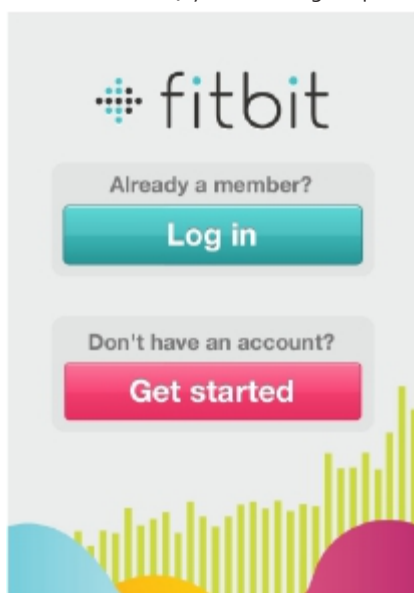 fitbit
Already a member?
Log in
Don't have an account?
Get started